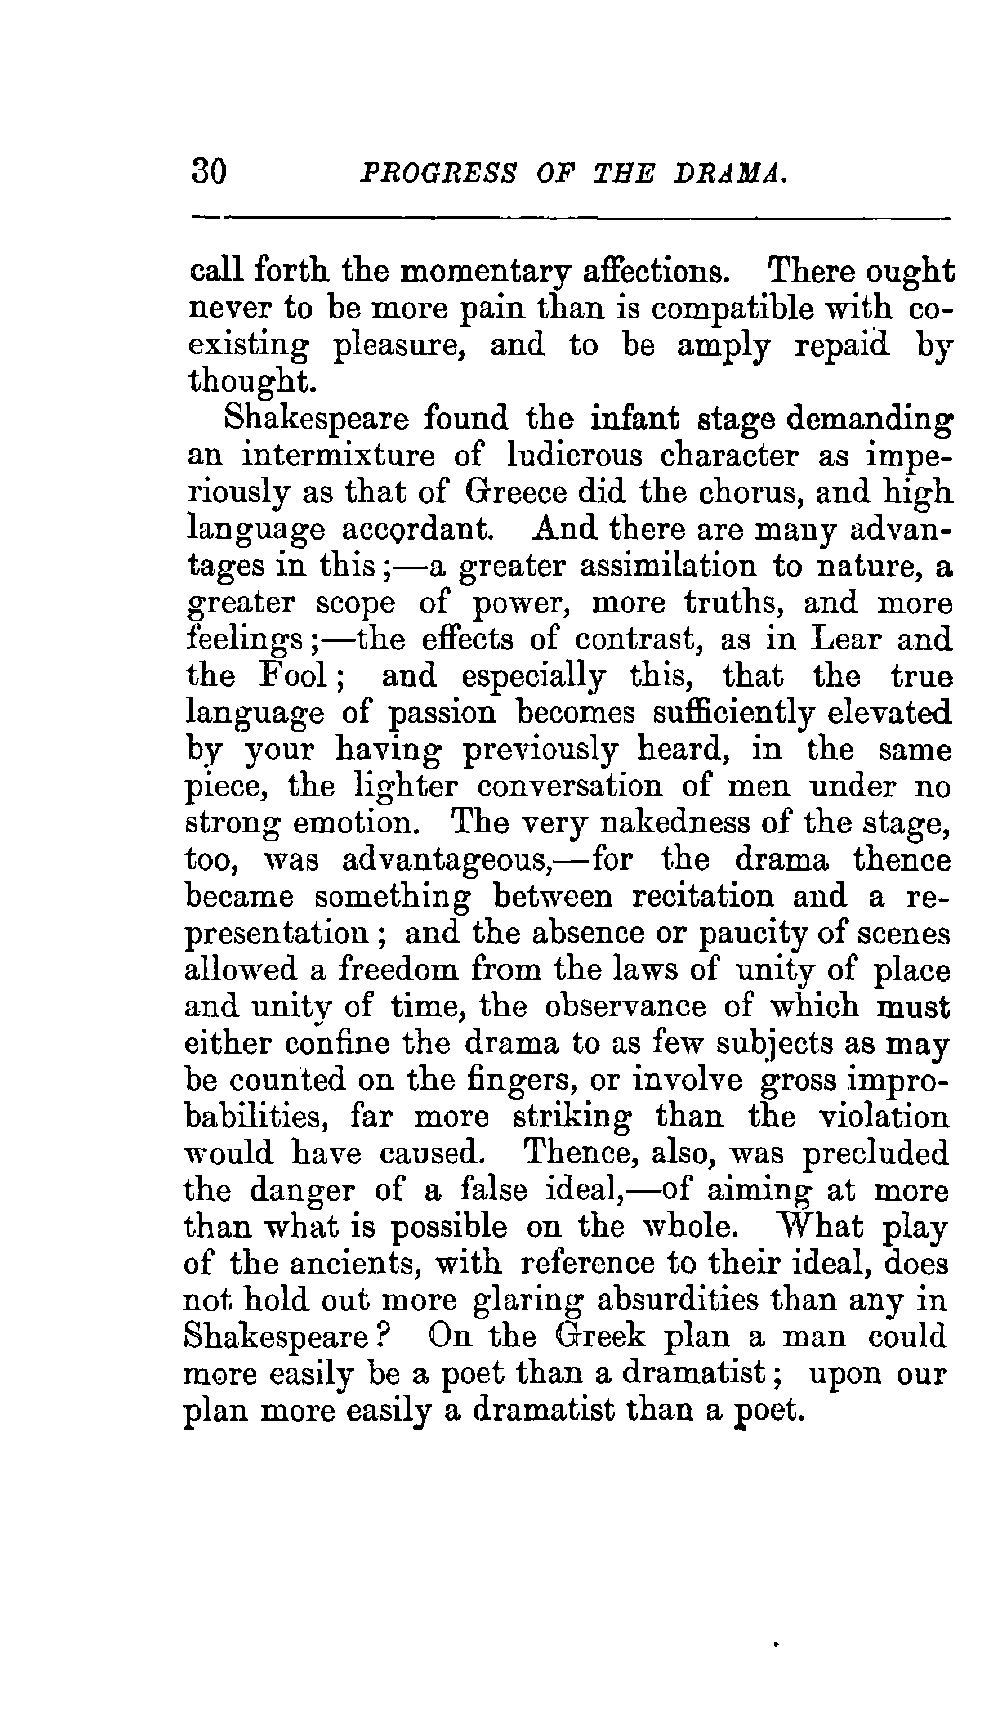 30 PROGRESS OF THE DRAMA.
call forth the momentary affections. There ought
never to be more pain than is compatible with co-
existing pleasure, and to be amply repaid by
thought.
Shakespeare found the infant stage demanding
an intermixture of ludicrous character as impe-
riously as that of Greece did the chorus, and high
language accordant. And there are many advan-
tages in this;—a greater assimilation to nature, a
greater scope of power, more truths, and more
feelings;—the effects of contrast, as in Lear and
the Fool; and especially this, that the true
language of passion becomes sufficiently elevated
by your having previously heard, in the same
piece, the lighter conversation of men under no
strong emotion. The very nakedness of the stage,
too, was advantageous,—for the drama thence
became something between recitation and a re-
presentation; and the absence or paucity of scenes
allowed a freedom from the laws of unity of place
and unity of time, the observance of which must
either confine the drama to as few subjects as may
be counted on the fingers, or involve gross impro-
babilities, far more striking than the violation
would have caused. Thence, also, was precluded
the danger of a false ideal,—of aiming at more
than what is possible on the whole. What play
of the ancients, with reference to their ideal, does
not hold out more glaring absurdities than any in
Shakespeare? On the Greek plan a man could
more easily be a poet than a dramatist; upon our
plan more easily a dramatist than a poet.